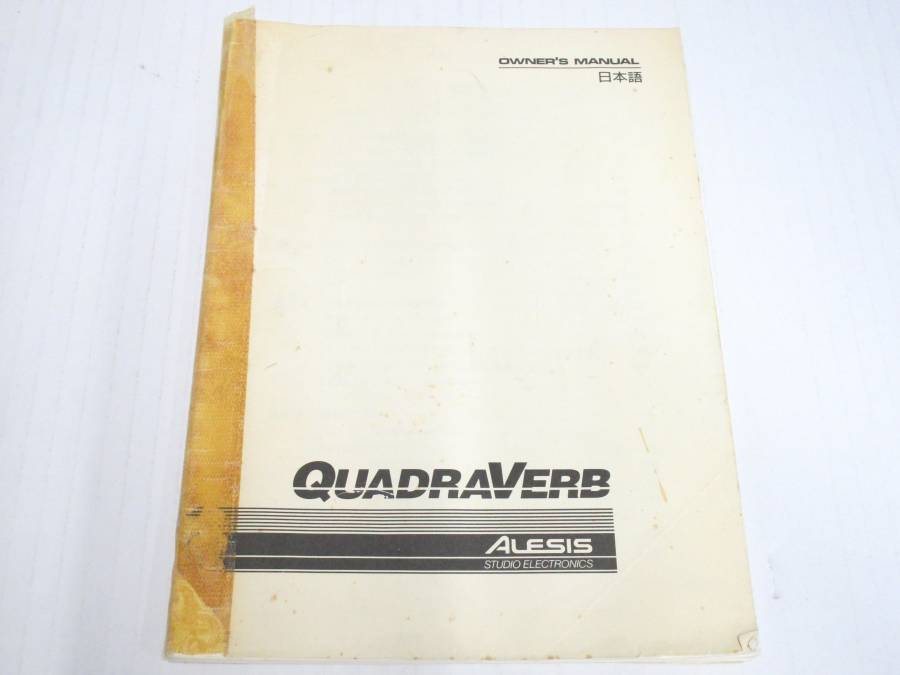 OWNER'S MANUAL
日本語
QUADRAVERB
ALESIS
STUDIO ELECTRONICS